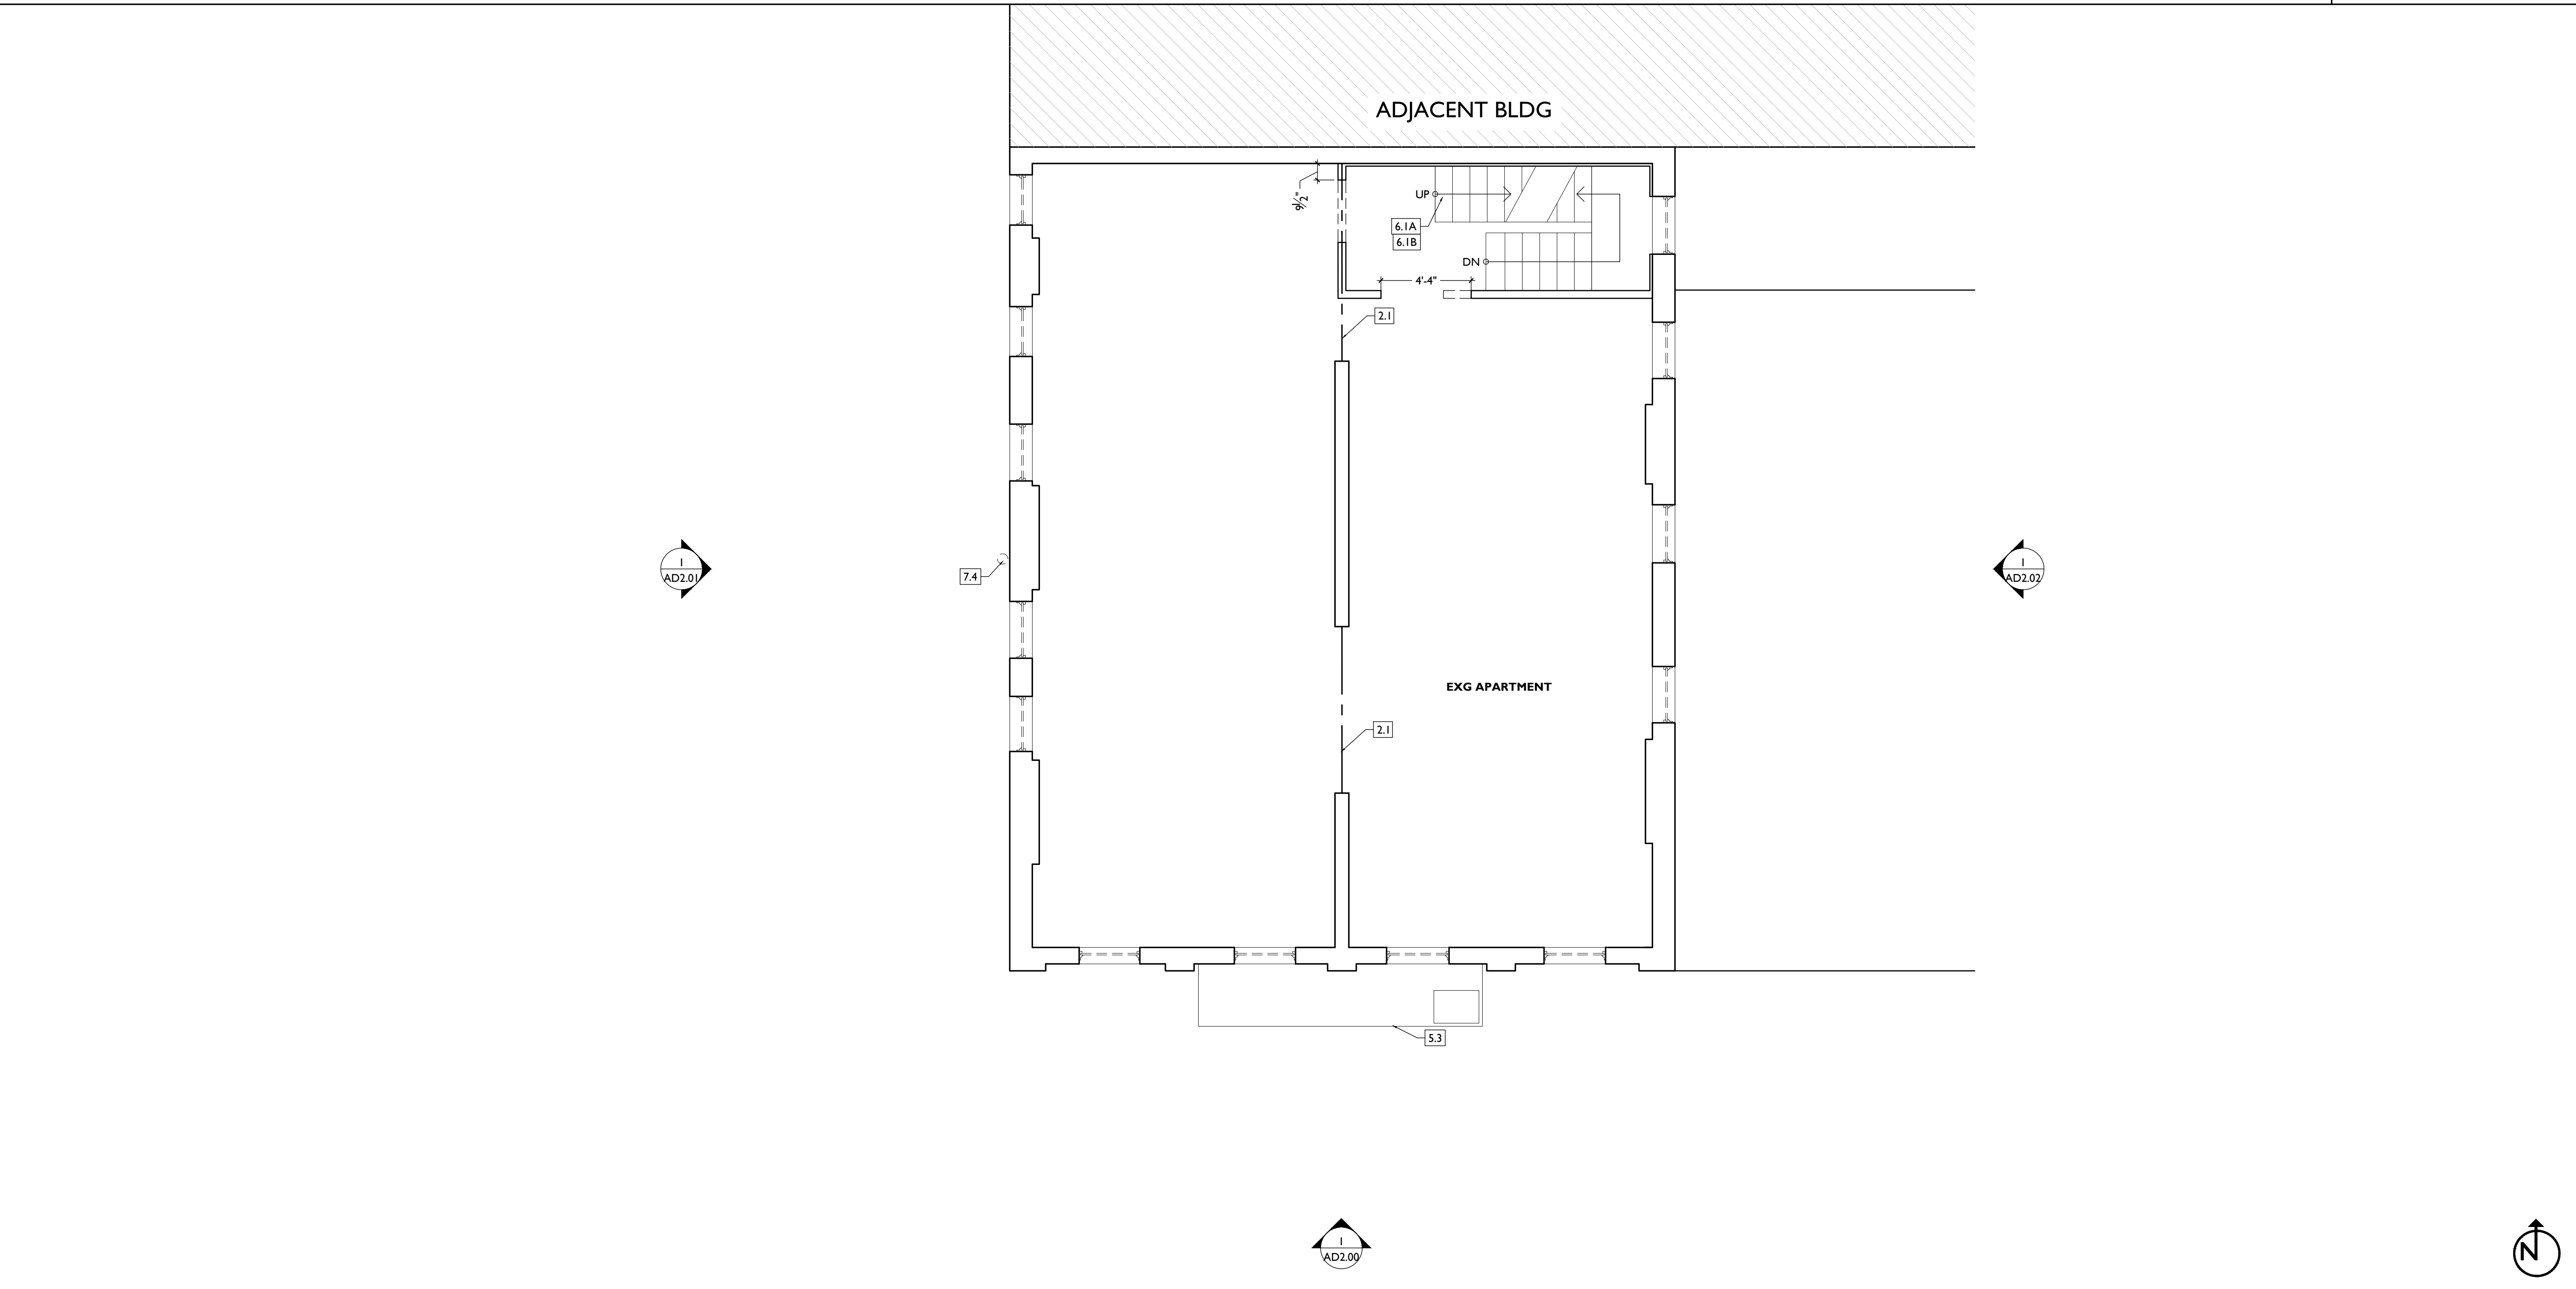 ADJACENT BLDG
9½"
UP
6.1A
6.1B
DN
4'-4"
2.1
1
AD2.01
7.4
1
AD2.02
EXG APARTMENT
2.1
5.3
1
AD2.00
N